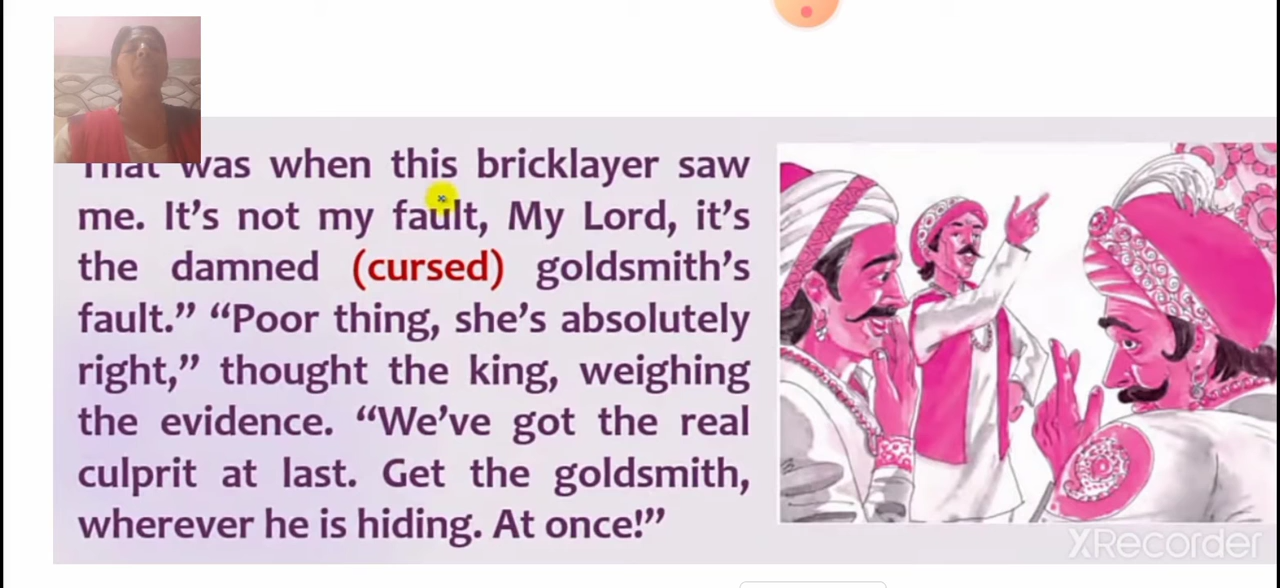 That was when this bricklayer saw
me. It's not my fault, My Lord, it's
the damned (cursed) goldsmith's
fault.” “Poor thing, she's absolutely
right,” thought the king, weighing
the evidence. “We've got the real
culprit at last. Get the goldsmith,
wherever he is hiding. At once!”
XRecorder